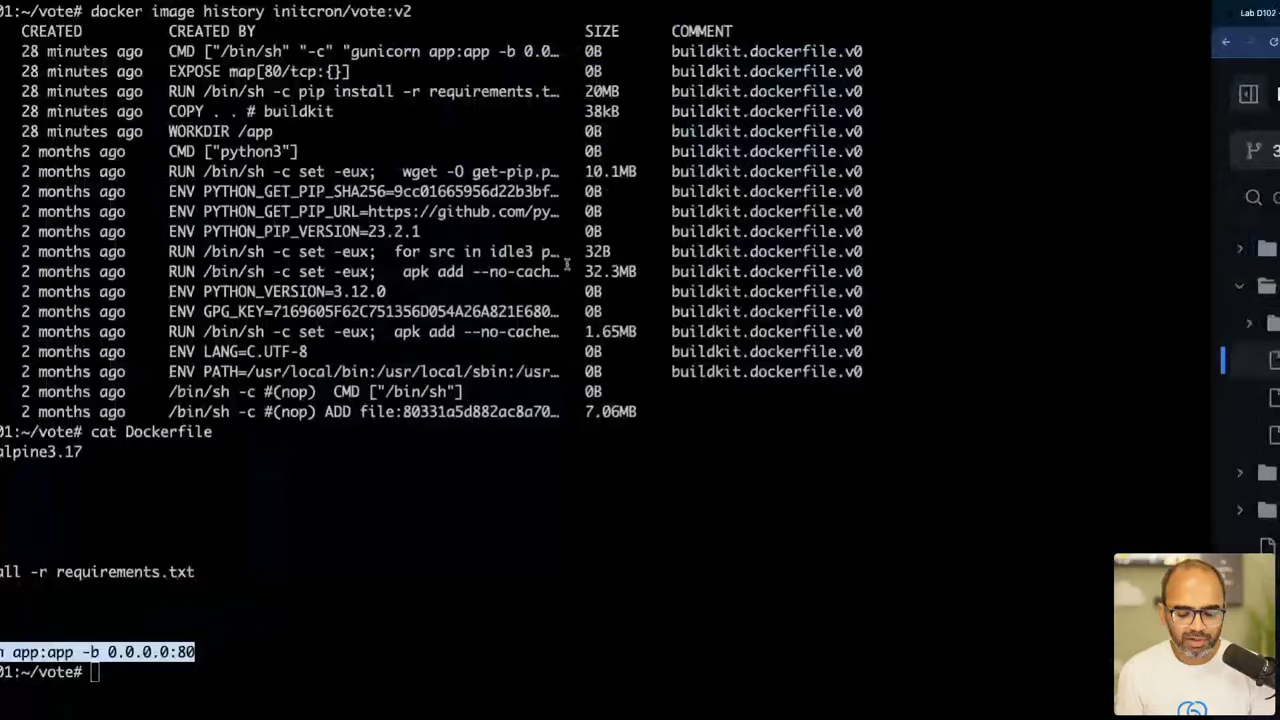 01:~/vote# docker image history initcron/vote:v2
CREATED CREATED BY SIZE COMMENT
28 minutes ago CMD ["/bin/sh" "-c" "gunicorn app:app -b 0.0… 0B buildkit.dockerfile.v0
28 minutes ago EXPOSE map[80/tcp:{}] 0B buildkit.dockerfile.v0
28 minutes ago RUN /bin/sh -c pip install -r requirements.t… 20MB buildkit.dockerfile.v0
28 minutes ago COPY . . # buildkit 38kB buildkit.dockerfile.v0
28 minutes ago WORKDIR /app 0B buildkit.dockerfile.v0
2 months ago CMD ["python3"] 0B buildkit.dockerfile.v0
2 months ago RUN /bin/sh -c set -eux; wget -O get-pip.p… 10.1MB buildkit.dockerfile.v0
2 months ago ENV PYTHON_GET_PIP_SHA256=9cc01665956d22b3bf… 0B buildkit.dockerfile.v0
2 months ago ENV PYTHON_GET_PIP_URL=https://github.com/py… 0B buildkit.dockerfile.v0
2 months ago ENV PYTHON_PIP_VERSION=23.2.1 0B buildkit.dockerfile.v0
2 months ago RUN /bin/sh -c set -eux; for src in idle3 p… 32B buildkit.dockerfile.v0
2 months ago RUN /bin/sh -c set -eux; apk add --no-cach… 32.3MB buildkit.dockerfile.v0
2 months ago ENV PYTHON_VERSION=3.12.0 0B buildkit.dockerfile.v0
2 months ago ENV GPG_KEY=7169605F62C751356D054A26A821E680… 0B buildkit.dockerfile.v0
2 months ago RUN /bin/sh -c set -eux; apk add --no-cache… 1.65MB buildkit.dockerfile.v0
2 months ago ENV LANG=C.UTF-8 0B buildkit.dockerfile.v0
2 months ago ENV PATH=/usr/local/bin:/usr/local/sbin:/usr… 0B buildkit.dockerfile.v0
2 months ago /bin/sh -c #(nop) CMD ["/bin/sh"] 0B
2 months ago /bin/sh -c #(nop) ADD file:80331a5d882ac8a70… 7.06MB
01:~/vote# cat Dockerfile
alpine3.17
all -r requirements.txt
n app:app -b 0.0.0.0:80
01:~/vote#
Lab D102 -